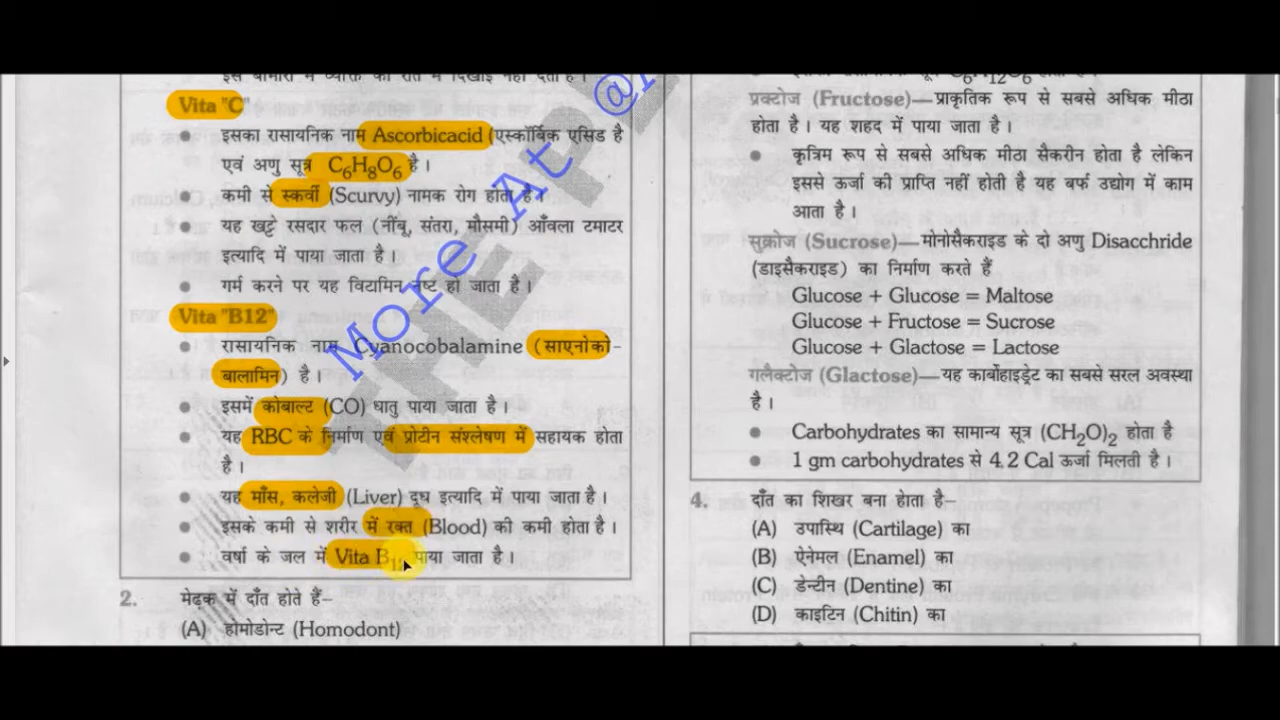 इस बीमारी में व्यक्ति को रात में दिखाई नहीं देता है।
Vita "C"
इसका रासायनिक नाम Ascorbicacid (एस्कॉर्बिक एसिड है
एवं अणु सूत्र C₆H₈O₆ है।
कमी से स्कर्वी (Scurvy) नामक रोग होता है।
यह खट्टे रसदार फल (नींबू, संतरा, मौसमी) आँवला टमाटर
इत्यादि में पाया जाता है।
गर्म करने पर यह विटामिन नष्ट हो जाता है।
Vita "B12"
रासायनिक नाम Cyanocobalamine (साएनोको-
बालामिन) है।
इसमें कोबाल्ट (CO) धातु पाया जाता है।
यह RBC के निर्माण एवं प्रोटीन संश्लेषण में सहायक होता
है।
यह माँस, कलेजी (Liver) दूध इत्यादि में पाया जाता है।
इसके कमी से शरीर में रक्त (Blood) की कमी होता है।
वर्षा के जल में Vita B₁₂ पाया जाता है।
2. मेढ़क में दाँत होते हैं–
(A) होमोडोन्ट (Homodont)
More At @
THE
प्रक्टोज (Fructose)—प्राकृतिक रूप से सबसे अधिक मीठा
होता है। यह शहद में पाया जाता है।
कृत्रिम रूप से सबसे अधिक मीठा सैकरीन होता है लेकिन
इससे ऊर्जा की प्राप्ति नहीं होती है यह बर्फ उद्योग में काम
आता है।
सुक्रोज (Sucrose)—मोनोसैकराइड के दो अणु Disacchride
(डाइसैकराइड) का निर्माण करते हैं
Glucose + Glucose = Maltose
Glucose + Fructose = Sucrose
Glucose + Glactose = Lactose
गलैक्टोज (Glactose)—यह कार्बोहाइड्रेट का सबसे सरल अवस्था
है।
Carbohydrates का सामान्य सूत्र (CH₂O)₂ होता है
1 gm carbohydrates से 4.2 Cal ऊर्जा मिलती है।
4. दाँत का शिखर बना होता है–
(A) उपास्थि (Cartilage) का
(B) ऐनेमल (Enamel) का
(C) डेन्टीन (Dentine) का
(D) काइटिन (Chitin) का